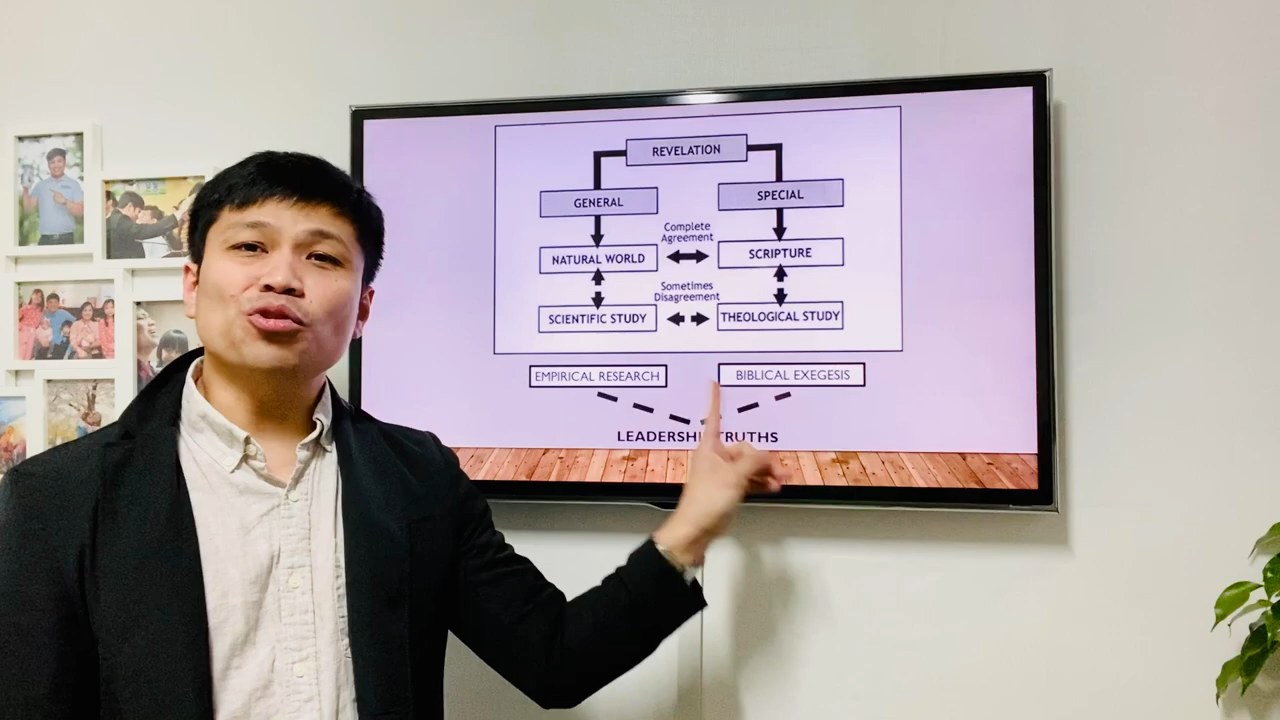 REVELATION
GENERAL
SPECIAL
Complete
Agreement
NATURAL WORLD
SCRIPTURE
Sometimes
Disagreement
SCIENTIFIC STUDY
THEOLOGICAL STUDY
EMPIRICAL RESEARCH
BIBLICAL EXEGESIS